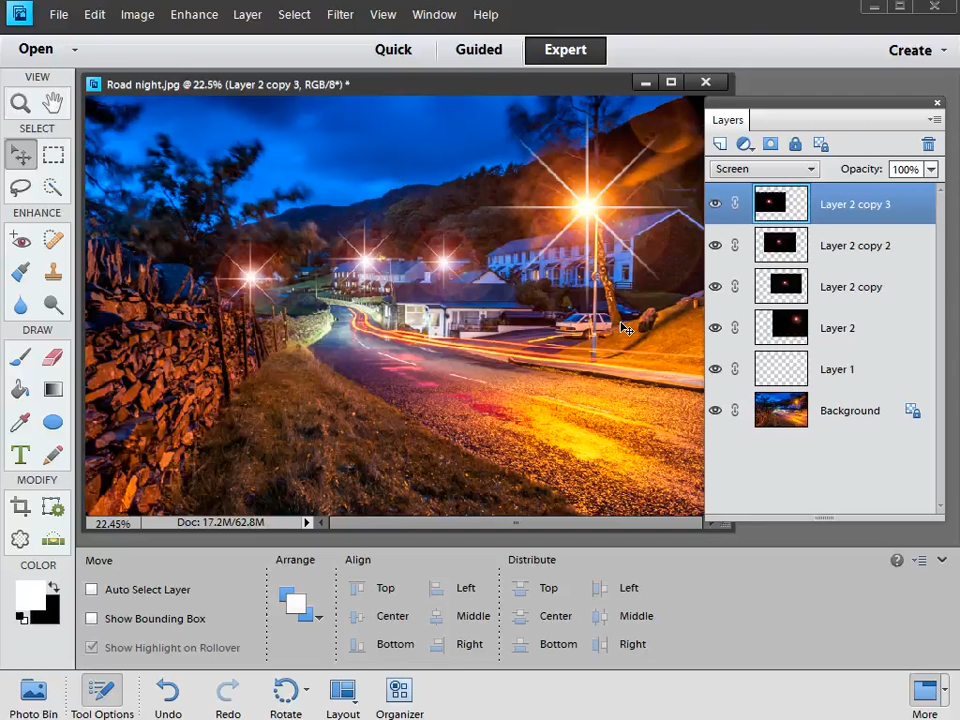 File Edit Image Enhance Layer Select Filter View Window Help
Open Quick Guided Expert Create
VIEW
SELECT
ENHANCE
DRAW
T
MODIFY
COLOR
Road night.jpg @ 22.5% (Layer 2 copy 3, RGB/8*) *
22.45% Doc: 17.2M/62.8M
Layers
Screen Opacity: 100%
Layer 2 copy 3
Layer 2 copy 2
Layer 2 copy
Layer 2
Layer 1
Background
Move Arrange Align Distribute
Auto Select Layer Top Left Top Left
Show Bounding Box Center Middle Center Middle
Show Highlight on Rollover Bottom Right Bottom Right
Photo Bin Tool Options Undo Redo Rotate Layout Organizer More